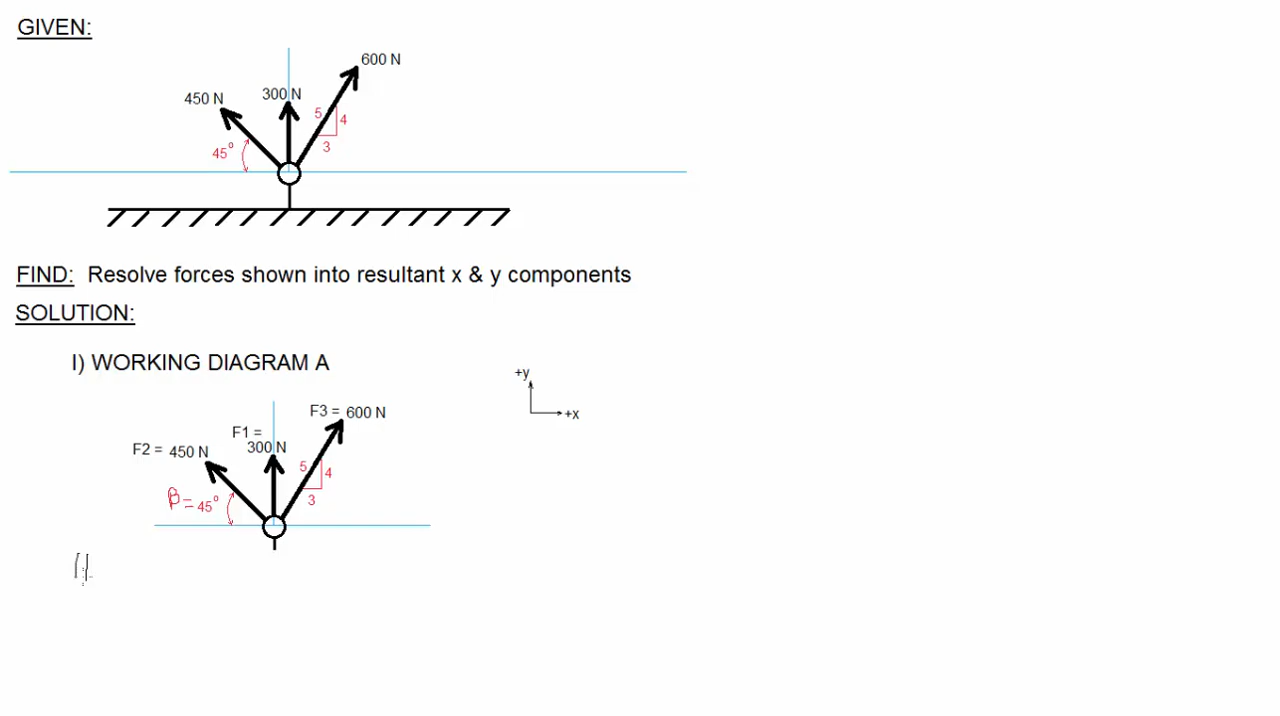 GIVEN:
600 N
450 N
300 N
5
4
45°
3
FIND: Resolve forces shown into resultant x & y components
SOLUTION:
I) WORKING DIAGRAM A
+y
+x
F3 = 600 N
F1 =
300 N
F2 = 450 N
5
4
β = 45°
3